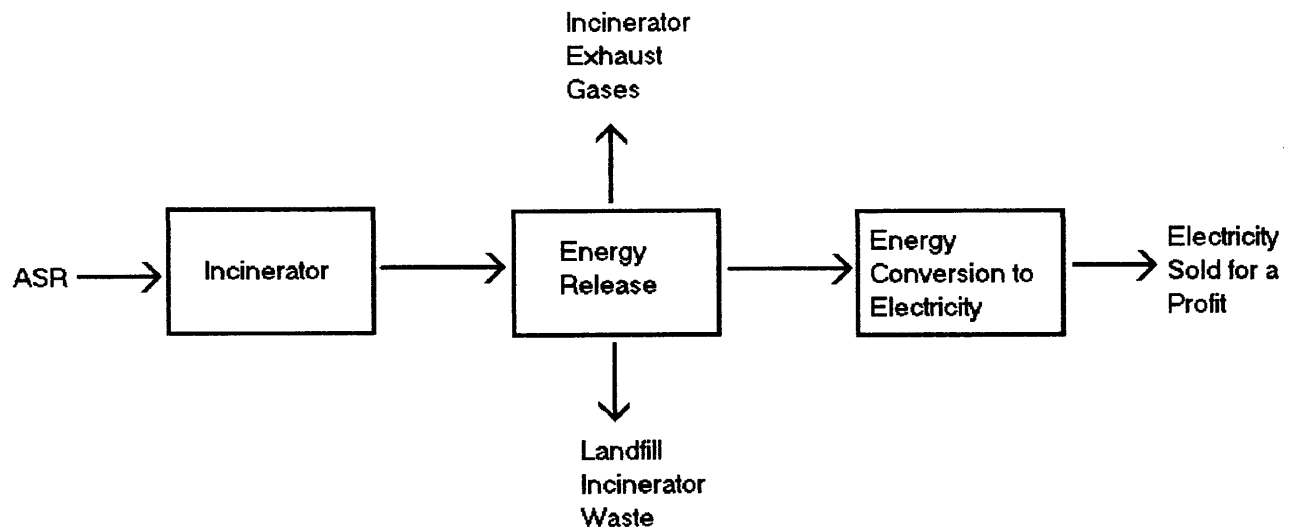 Incinerator
Exhaust
Gases
ASR
Incinerator
Energy
Release
Energy
Conversion to
Electricity
Electricity
Sold for a
Profit
Landfill
Incinerator
Waste